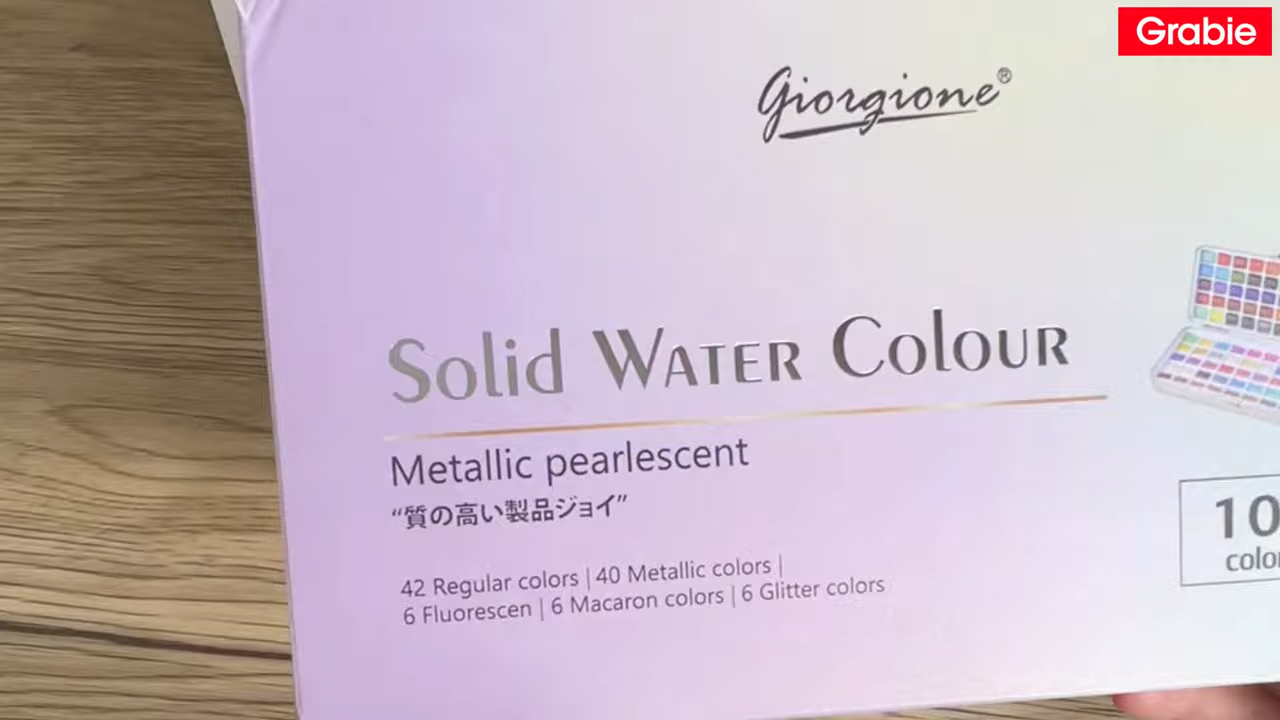 Grabie
Giorgione®
Solid WATER ColouR
Metallic pearlescent
“質の高い製品ジョイ”
42 Regular colors | 40 Metallic colors |
6 Fluorescen | 6 Macaron colors | 6 Glitter colors
10